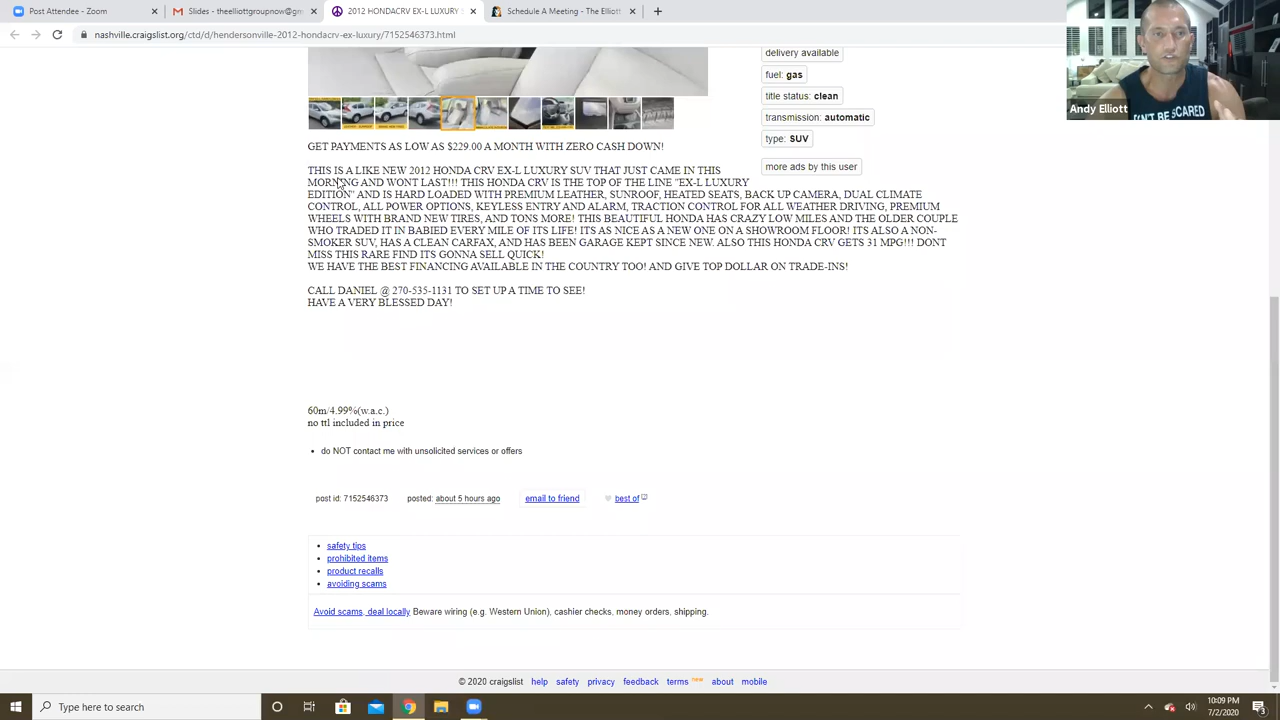 Post Attendee - Zoom
Slides - theelliottgroupnow@gm
2012 HONDACRV EX-L LUXURY S
Schedule A Meeting - The Elliott
nashville.craigslist.org/ctd/d/hendersonville-2012-honda-crv-ex-luxury/7152546373.html
Andy Elliott
delivery available
fuel: gas
title status: clean
transmission: automatic
type: SUV
more ads by this user
GET PAYMENTS AS LOW AS $229.00 A MONTH WITH ZERO CASH DOWN!
THIS IS A LIKE NEW 2012 HONDA CRV EX-L LUXURY SUV THAT JUST CAME IN THIS
MORNING AND WONT LAST!!! THIS HONDA CRV IS THE TOP OF THE LINE "EX-L LUXURY
EDITION" AND IS HARD LOADED WITH PREMIUM LEATHER, SUNROOF, HEATED SEATS, BACK UP CAMERA, DUAL CLIMATE
CONTROL, ALL POWER OPTIONS, KEYLESS ENTRY AND ALARM, TRACTION CONTROL FOR ALL WEATHER DRIVING, PREMIUM
WHEELS WITH BRAND NEW TIRES, AND TONS MORE! THIS BEAUTIFUL HONDA HAS CRAZY LOW MILES AND THE OLDER COUPLE
WHO TRADED IT IN BABIED EVERY MILE OF ITS LIFE! ITS AS NICE AS A NEW ONE ON A SHOWROOM FLOOR! ITS ALSO A NON-
SMOKER SUV, HAS A CLEAN CARFAX, AND HAS BEEN GARAGE KEPT SINCE NEW. ALSO THIS HONDA CRV GETS 31 MPG!!! DONT
MISS THIS RARE FIND ITS GONNA SELL QUICK!
WE HAVE THE BEST FINANCING AVAILABLE IN THE COUNTRY TOO! AND GIVE TOP DOLLAR ON TRADE-INS!
CALL DANIEL @ 270-535-1131 TO SET UP A TIME TO SEE!
HAVE A VERY BLESSED DAY!
60m/4.99%(w.a.c.)
no ttl included in price
do NOT contact me with unsolicited services or offers
post id: 7152546373 posted: about 5 hours ago email to friend best of
safety tips
prohibited items
product recalls
avoiding scams
Avoid scams, deal locally Beware wiring (e.g. Western Union), cashier checks, money orders, shipping.
© 2020 craigslist help safety privacy feedback terms new about mobile
Type here to search
10:09 PM
7/2/2020